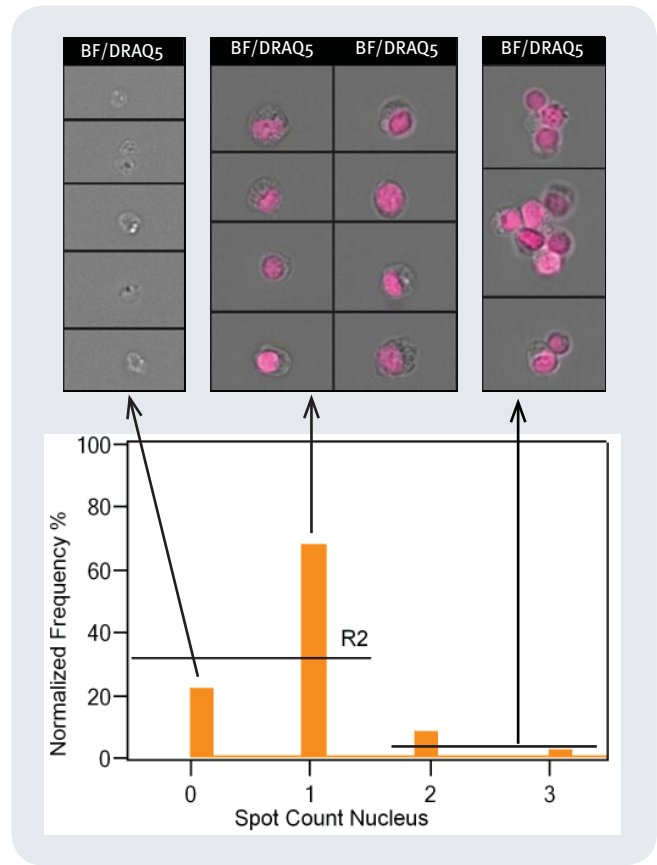 BF/DRAQ5
BF/DRAQ5 BF/DRAQ5
BF/DRAQ5
100
80
60
40
20
0
Normalized Frequency %
R2
0 1 2 3
Spot Count Nucleus